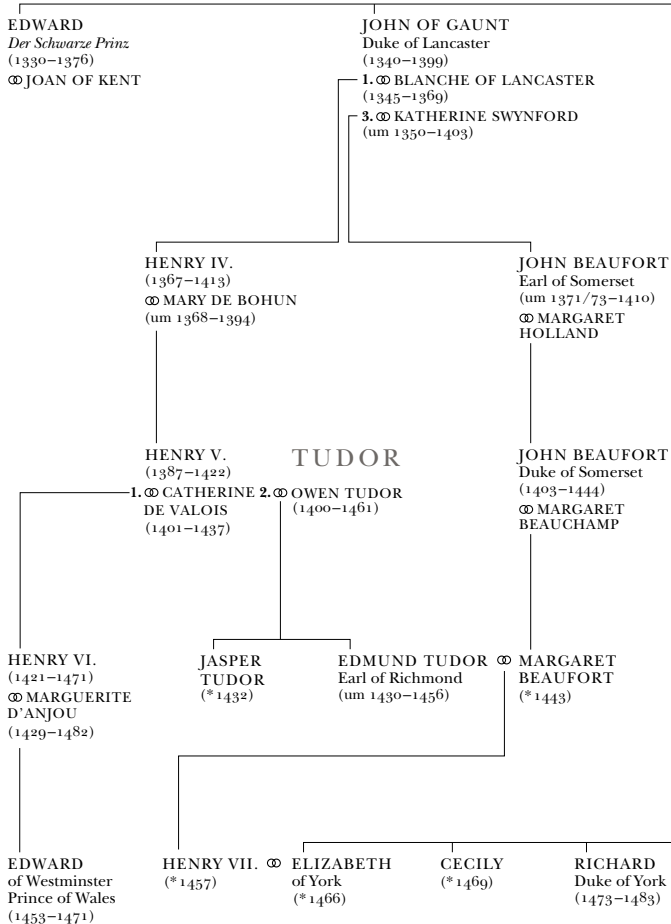 EDWARD
Der Schwarze Prinz
(1330–1376)
⚭ JOAN OF KENT
JOHN OF GAUNT
Duke of Lancaster
(1340–1399)
1. ⚭ BLANCHE OF LANCASTER
(1345–1369)
3. ⚭ KATHERINE SWYNFORD
(um 1350–1403)
HENRY IV.
(1367–1413)
⚭ MARY DE BOHUN
(um 1368–1394)
JOHN BEAUFORT
Earl of Somerset
(um 1371/73–1410)
⚭ MARGARET
HOLLAND
HENRY V.
(1387–1422)
1. ⚭ CATHERINE 2. ⚭ OWEN TUDOR
DE VALOIS
(1401–1437)
TUDOR
(1400–1461)
JOHN BEAUFORT
Duke of Somerset
(1403–1444)
⚭ MARGARET
BEAUCHAMP
HENRY VI.
(1421–1471)
⚭ MARGUERITE
D'ANJOU
(1429–1482)
JASPER
TUDOR
(*1432)
EDMUND TUDOR ⚭
Earl of Richmond
(um 1430–1456)
MARGARET
BEAUFORT
(*1443)
EDWARD
of Westminster
Prince of Wales
(1453–1471)
HENRY VII. ⚭
(*1457)
ELIZABETH
of York
(*1466)
CECILY
(*1469)
RICHARD
Duke of York
(1473–1483)